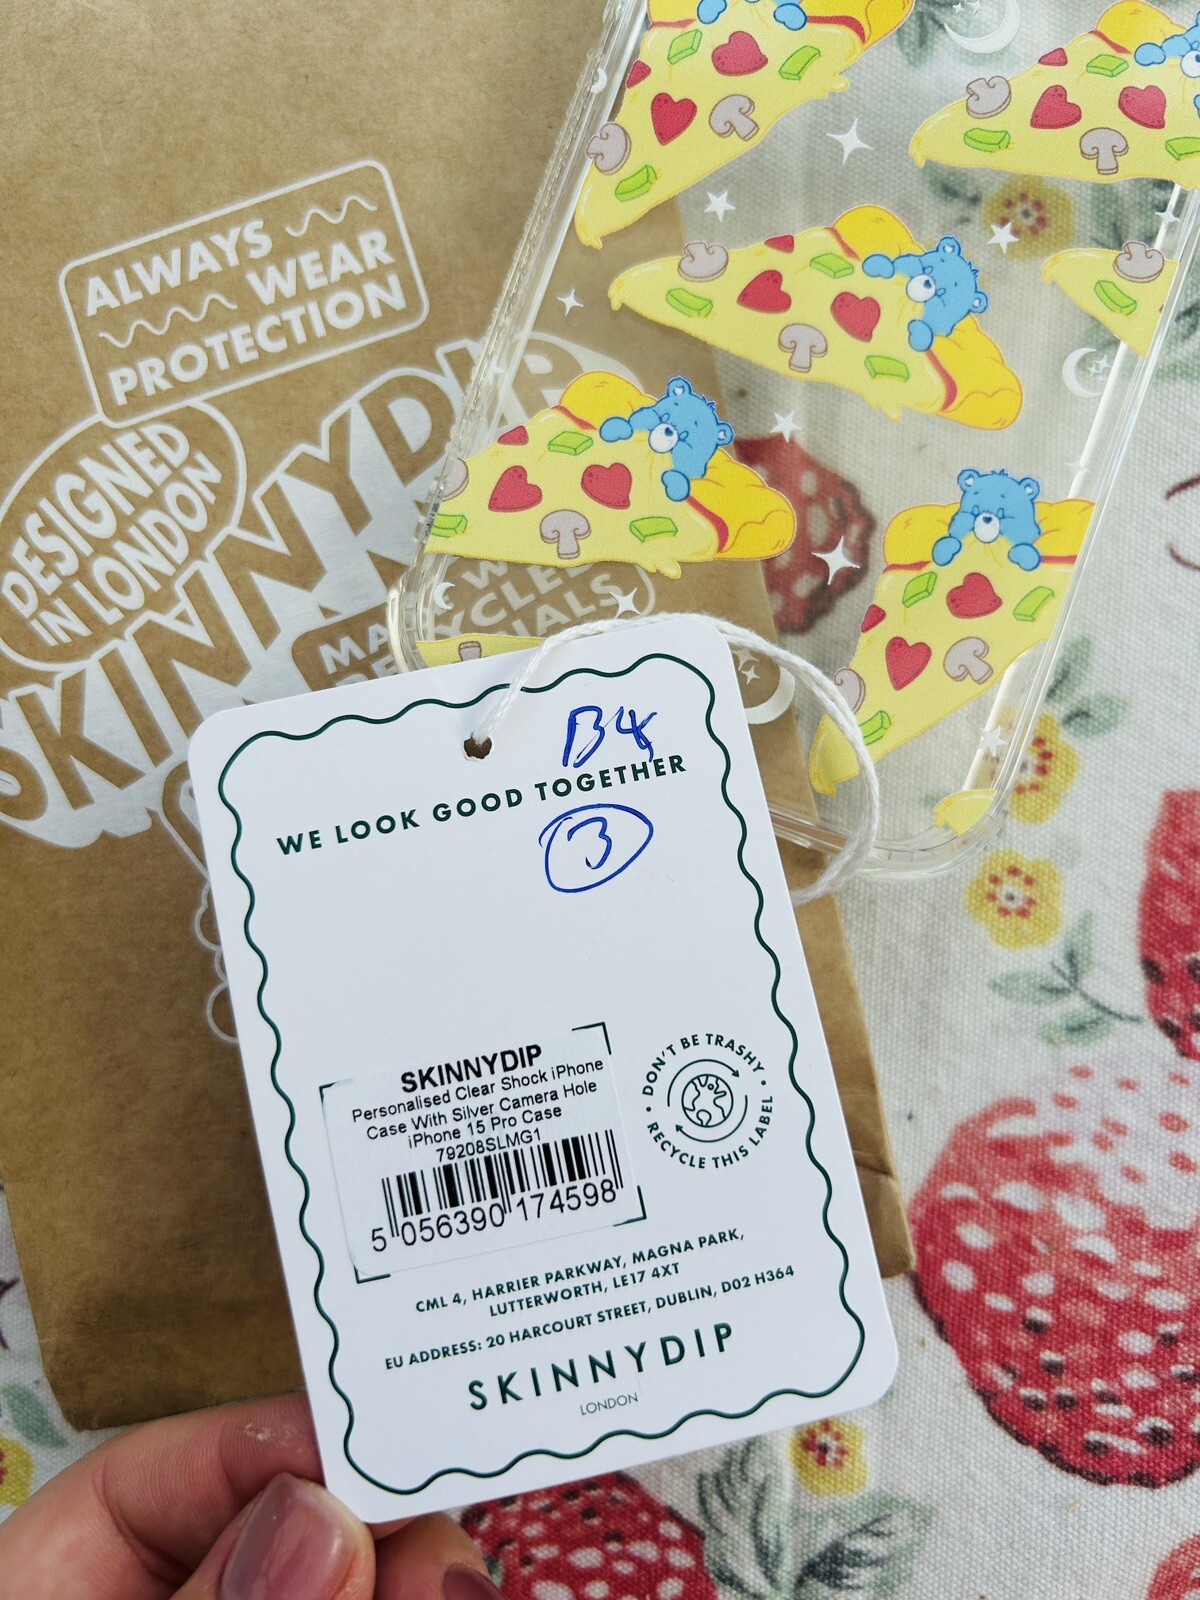 ALWAYS
WEAR
PROTECTION
DESIGNED
IN LONDON
SKINNYDIP
B4
WE LOOK GOOD TOGETHER
3
SKINNYDIP
Personalised Clear Shock iPhone
Case With Silver Camera Hole
iPhone 15 Pro Case
79208SLMG1
5 056390 174598
DON'T BE TRASHY
RECYCLE THIS LABEL
CML 4, HARRIER PARKWAY, MAGNA PARK,
LUTTERWORTH, LE17 4XT
EU ADDRESS: 20 HARCOURT STREET, DUBLIN, D02 H364
SKINNYDIP
LONDON